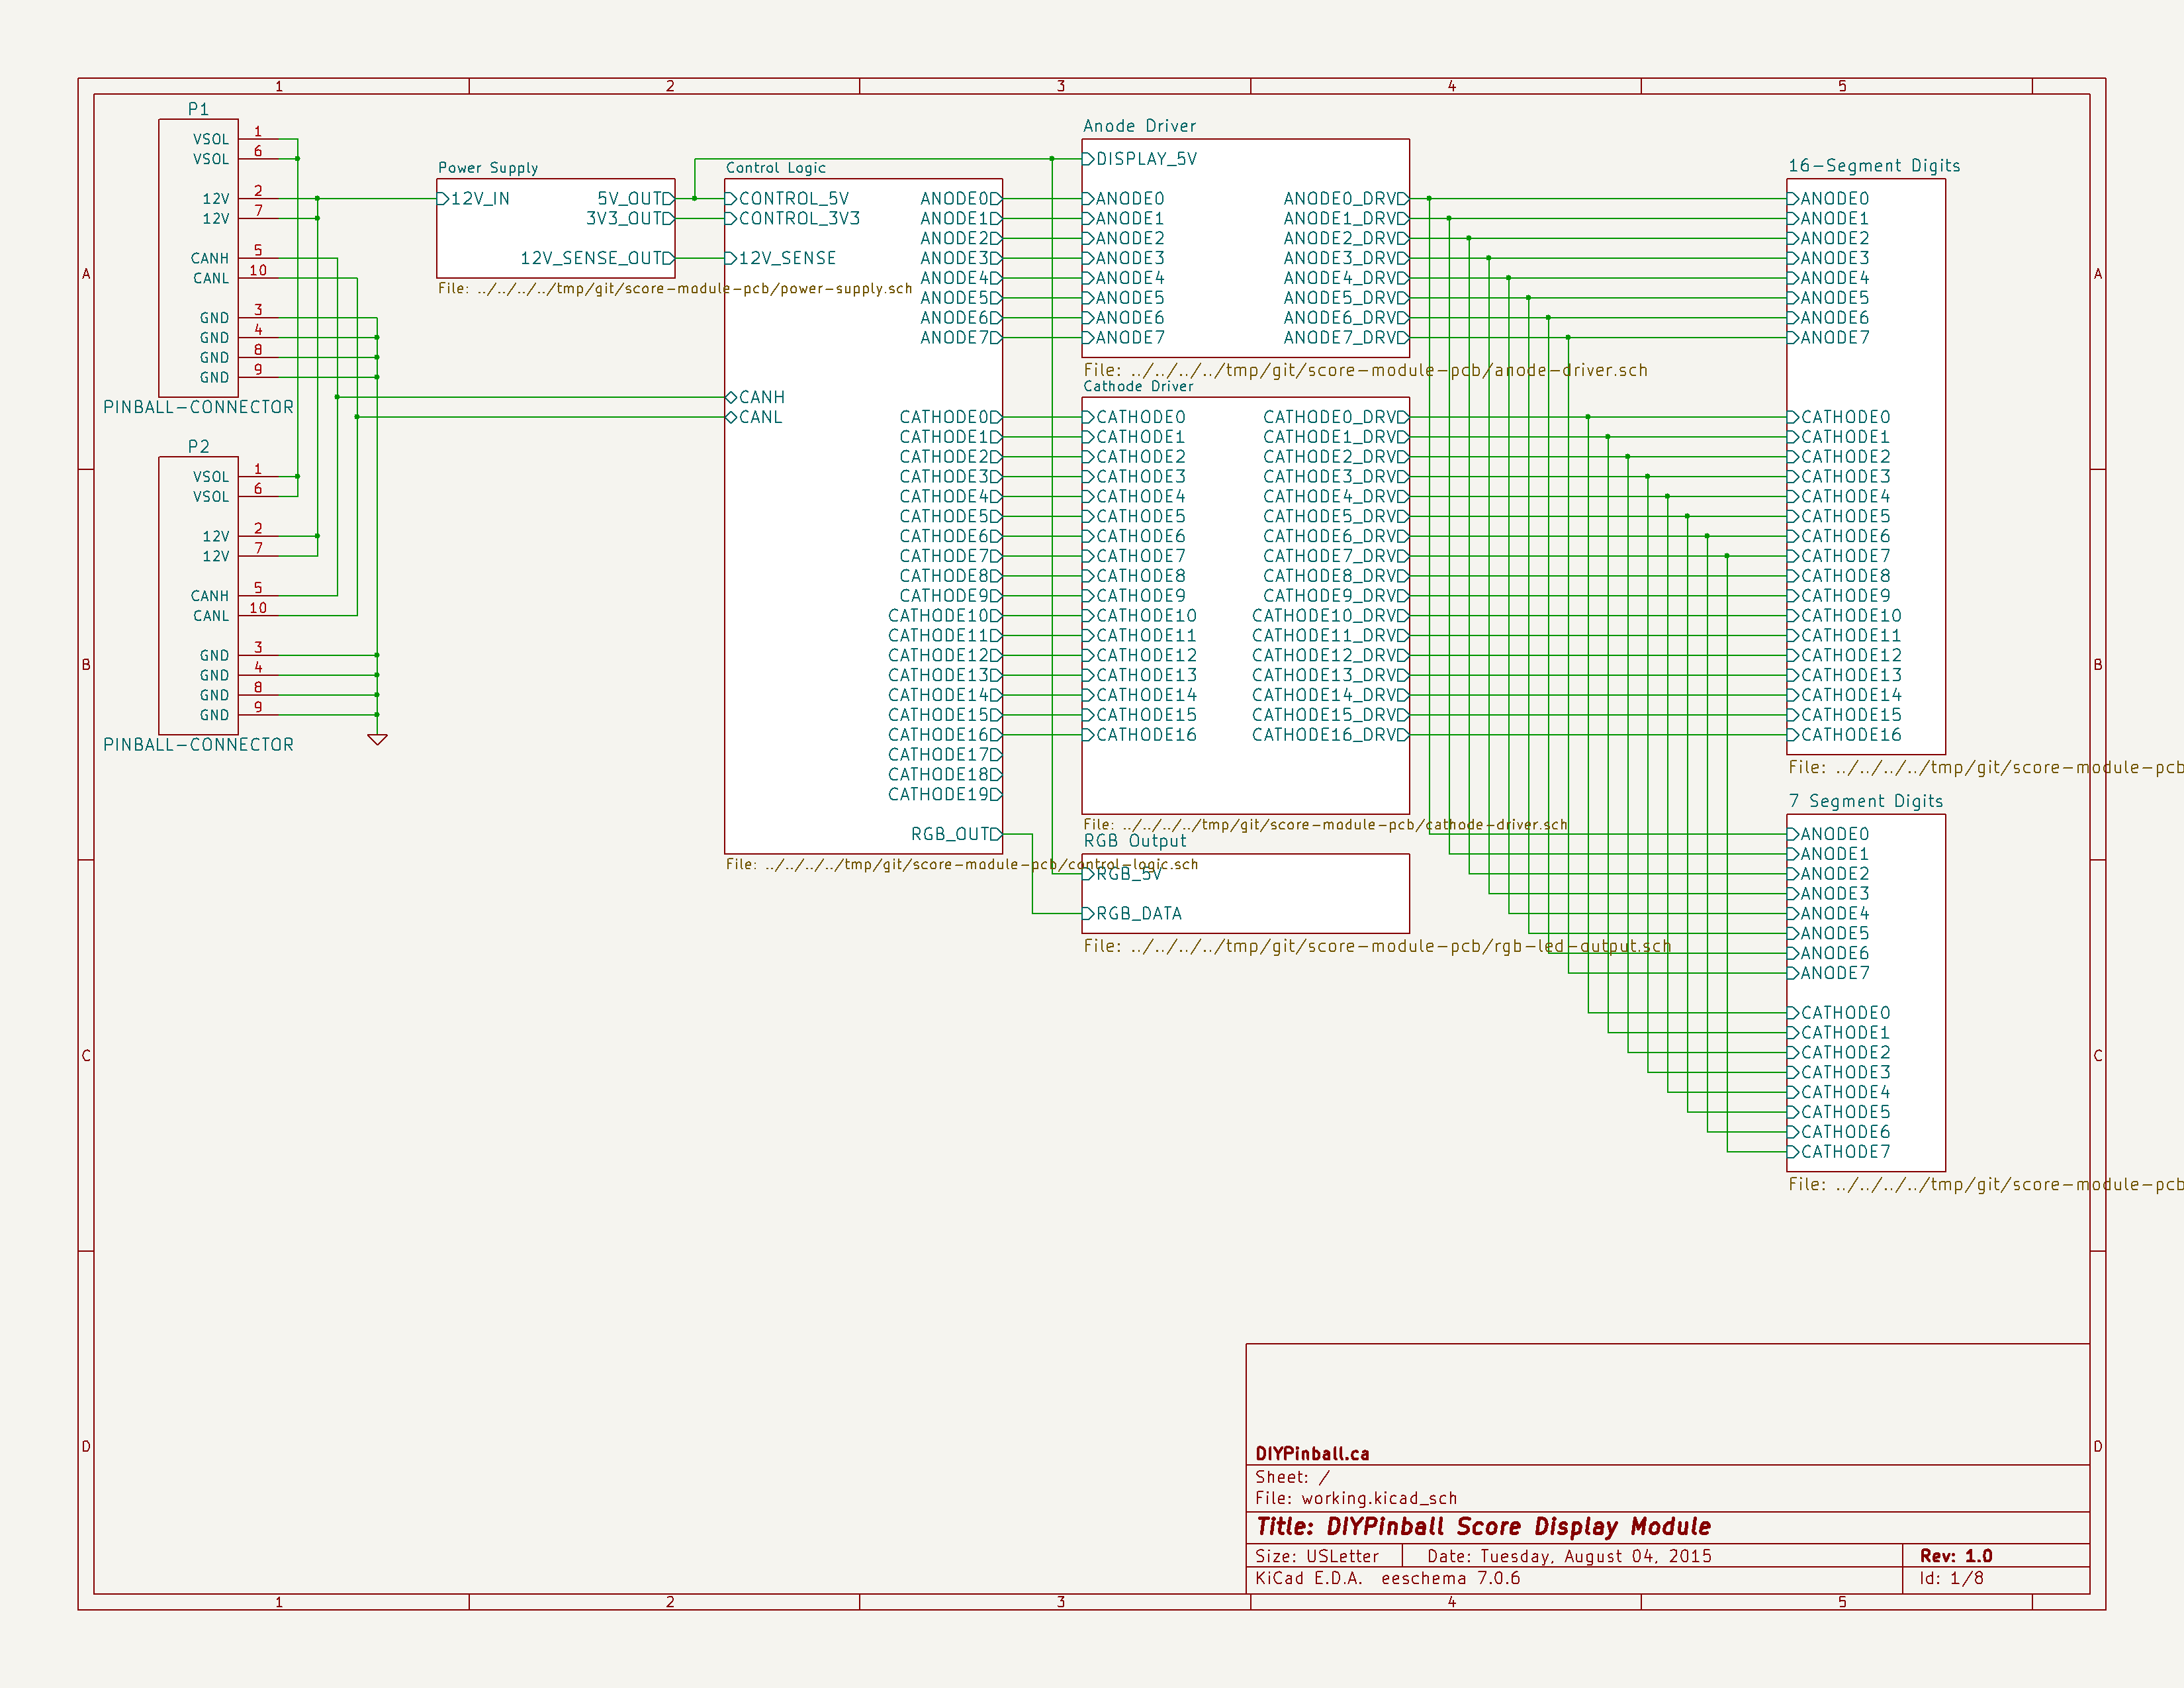 1 2 3 4 5
A
B
C
D
P1
VSOL 1
VSOL 6
12V 2
12V 7
CANH 5
CANL 10
GND 3
GND 4
GND 8
GND 9
PINBALL-CONNECTOR
P2
VSOL 1
VSOL 6
12V 2
12V 7
CANH 5
CANL 10
GND 3
GND 4
GND 8
GND 9
PINBALL-CONNECTOR
Power Supply
12V_IN
5V_OUT
3V3_OUT
12V_SENSE_OUT
File: ../../../../tmp/git/score-module-pcb/power-supply.sch
Control Logic
CONTROL_5V
CONTROL_3V3
12V_SENSE
CANH
CANL
ANODE0
ANODE1
ANODE2
ANODE3
ANODE4
ANODE5
ANODE6
ANODE7
CATHODE0
CATHODE1
CATHODE2
CATHODE3
CATHODE4
CATHODE5
CATHODE6
CATHODE7
CATHODE8
CATHODE9
CATHODE10
CATHODE11
CATHODE12
CATHODE13
CATHODE14
CATHODE15
CATHODE16
CATHODE17
CATHODE18
CATHODE19
RGB_OUT
File: ../../../../tmp/git/score-module-pcb/control-logic.sch
Anode Driver
DISPLAY_5V
ANODE0 ANODE0_DRV
ANODE1 ANODE1_DRV
ANODE2 ANODE2_DRV
ANODE3 ANODE3_DRV
ANODE4 ANODE4_DRV
ANODE5 ANODE5_DRV
ANODE6 ANODE6_DRV
ANODE7 ANODE7_DRV
File: ../../../../tmp/git/score-module-pcb/anode-driver.sch
Cathode Driver
CATHODE0 CATHODE0_DRV
CATHODE1 CATHODE1_DRV
CATHODE2 CATHODE2_DRV
CATHODE3 CATHODE3_DRV
CATHODE4 CATHODE4_DRV
CATHODE5 CATHODE5_DRV
CATHODE6 CATHODE6_DRV
CATHODE7 CATHODE7_DRV
CATHODE8 CATHODE8_DRV
CATHODE9 CATHODE9_DRV
CATHODE10 CATHODE10_DRV
CATHODE11 CATHODE11_DRV
CATHODE12 CATHODE12_DRV
CATHODE13 CATHODE13_DRV
CATHODE14 CATHODE14_DRV
CATHODE15 CATHODE15_DRV
CATHODE16 CATHODE16_DRV
File: ../../../../tmp/git/score-module-pcb/cathode-driver.sch
RGB Output
RGB_5V
RGB_DATA
File: ../../../../tmp/git/score-module-pcb/rgb-led-output.sch
16-Segment Digits
ANODE0
ANODE1
ANODE2
ANODE3
ANODE4
ANODE5
ANODE6
ANODE7
CATHODE0
CATHODE1
CATHODE2
CATHODE3
CATHODE4
CATHODE5
CATHODE6
CATHODE7
CATHODE8
CATHODE9
CATHODE10
CATHODE11
CATHODE12
CATHODE13
CATHODE14
CATHODE15
CATHODE16
File: ../../../../tmp/git/score-module-pcb
7 Segment Digits
ANODE0
ANODE1
ANODE2
ANODE3
ANODE4
ANODE5
ANODE6
ANODE7
CATHODE0
CATHODE1
CATHODE2
CATHODE3
CATHODE4
CATHODE5
CATHODE6
CATHODE7
File: ../../../../tmp/git/score-module-pcb
A
B
C
D
DIYPinball.ca
Sheet: /
File: working.kicad_sch
Title: DIYPinball Score Display Module
Size: USLetter Date: Tuesday, August 04, 2015 Rev: 1.0
KiCad E.D.A. eeschema 7.0.6 Id: 1/8
1 2 3 4 5